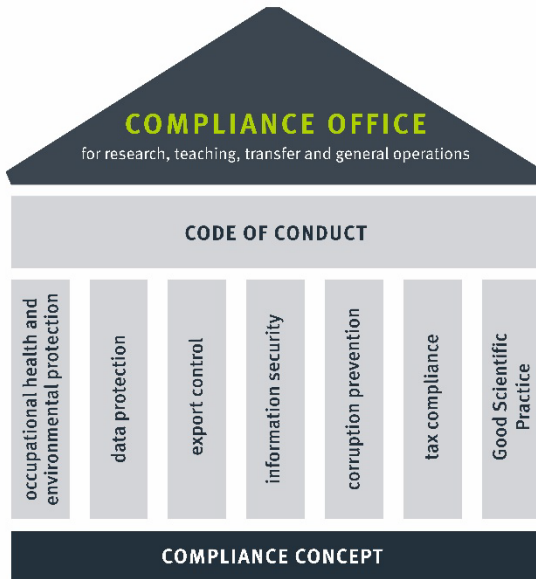 COMPLIANCE OFFICE
for research, teaching, transfer and general operations
CODE OF CONDUCT
occupational health and
environmental protection
data protection
export control
information security
corruption prevention
tax compliance
Good Scientific
Practice
COMPLIANCE CONCEPT